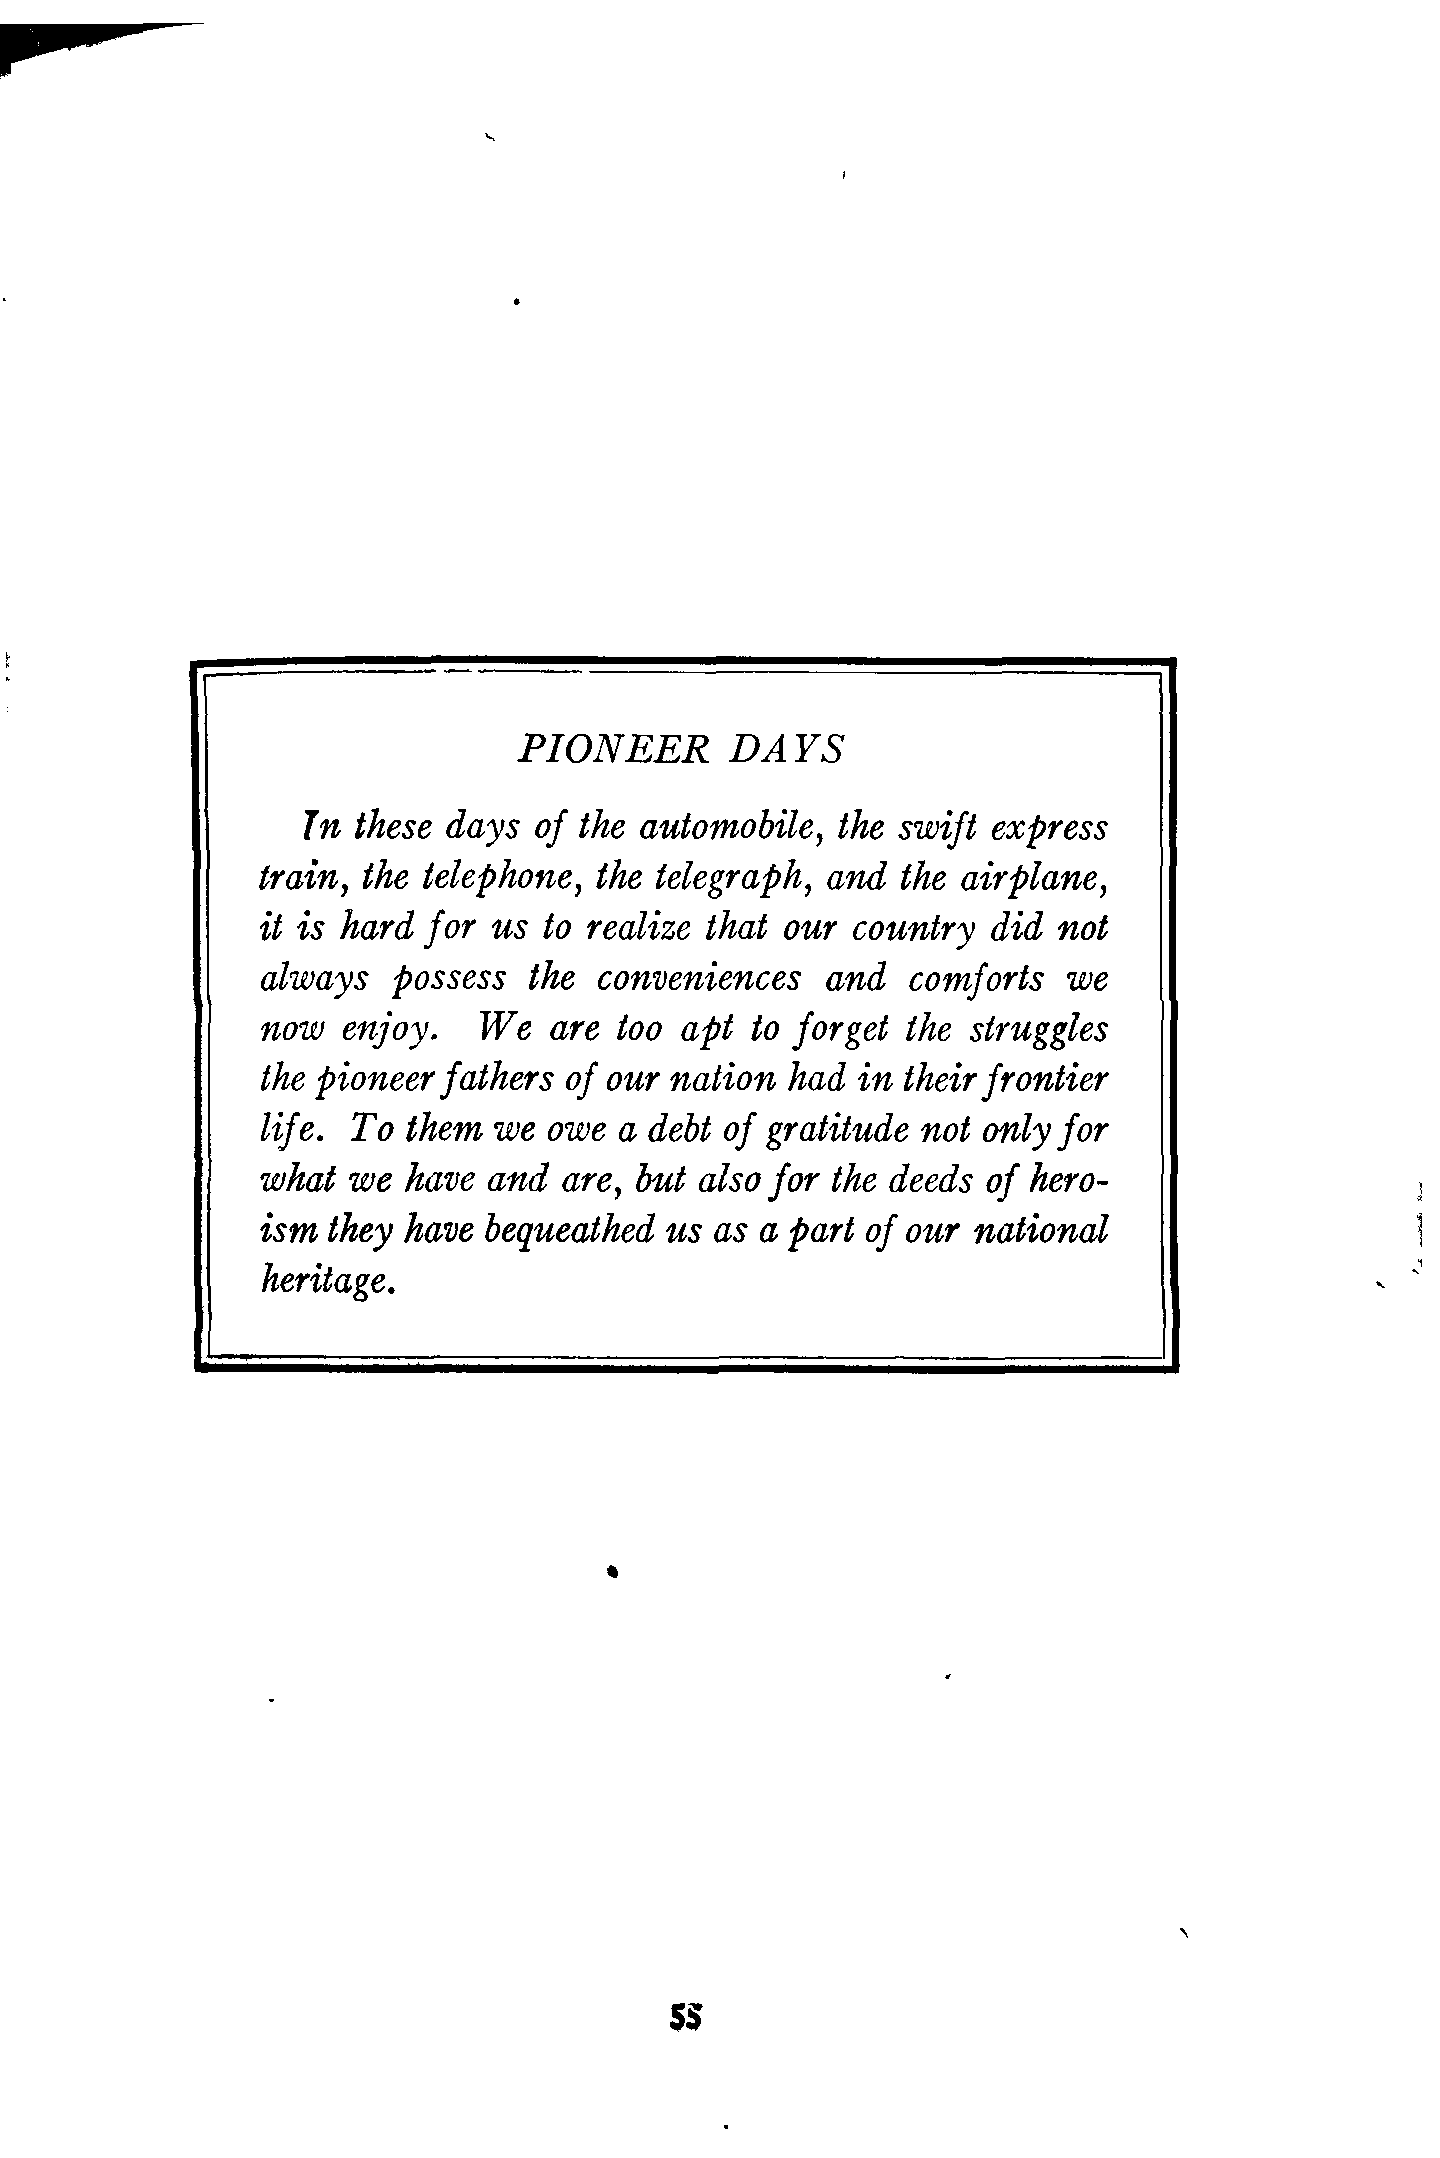 PIONEER DAYS
In these days of the automobile, the swift express
train, the telephone, the telegraph, and the airplane,
it is hard for us to realize that our country did not
always possess the conveniences and comforts we
now enjoy. We are too apt to forget the struggles
the pioneer fathers of our nation had in their frontier
life. To them we owe a debt of gratitude not only for
what we have and are, but also for the deeds of hero-
ism they have bequeathed us as a part of our national
heritage.
55